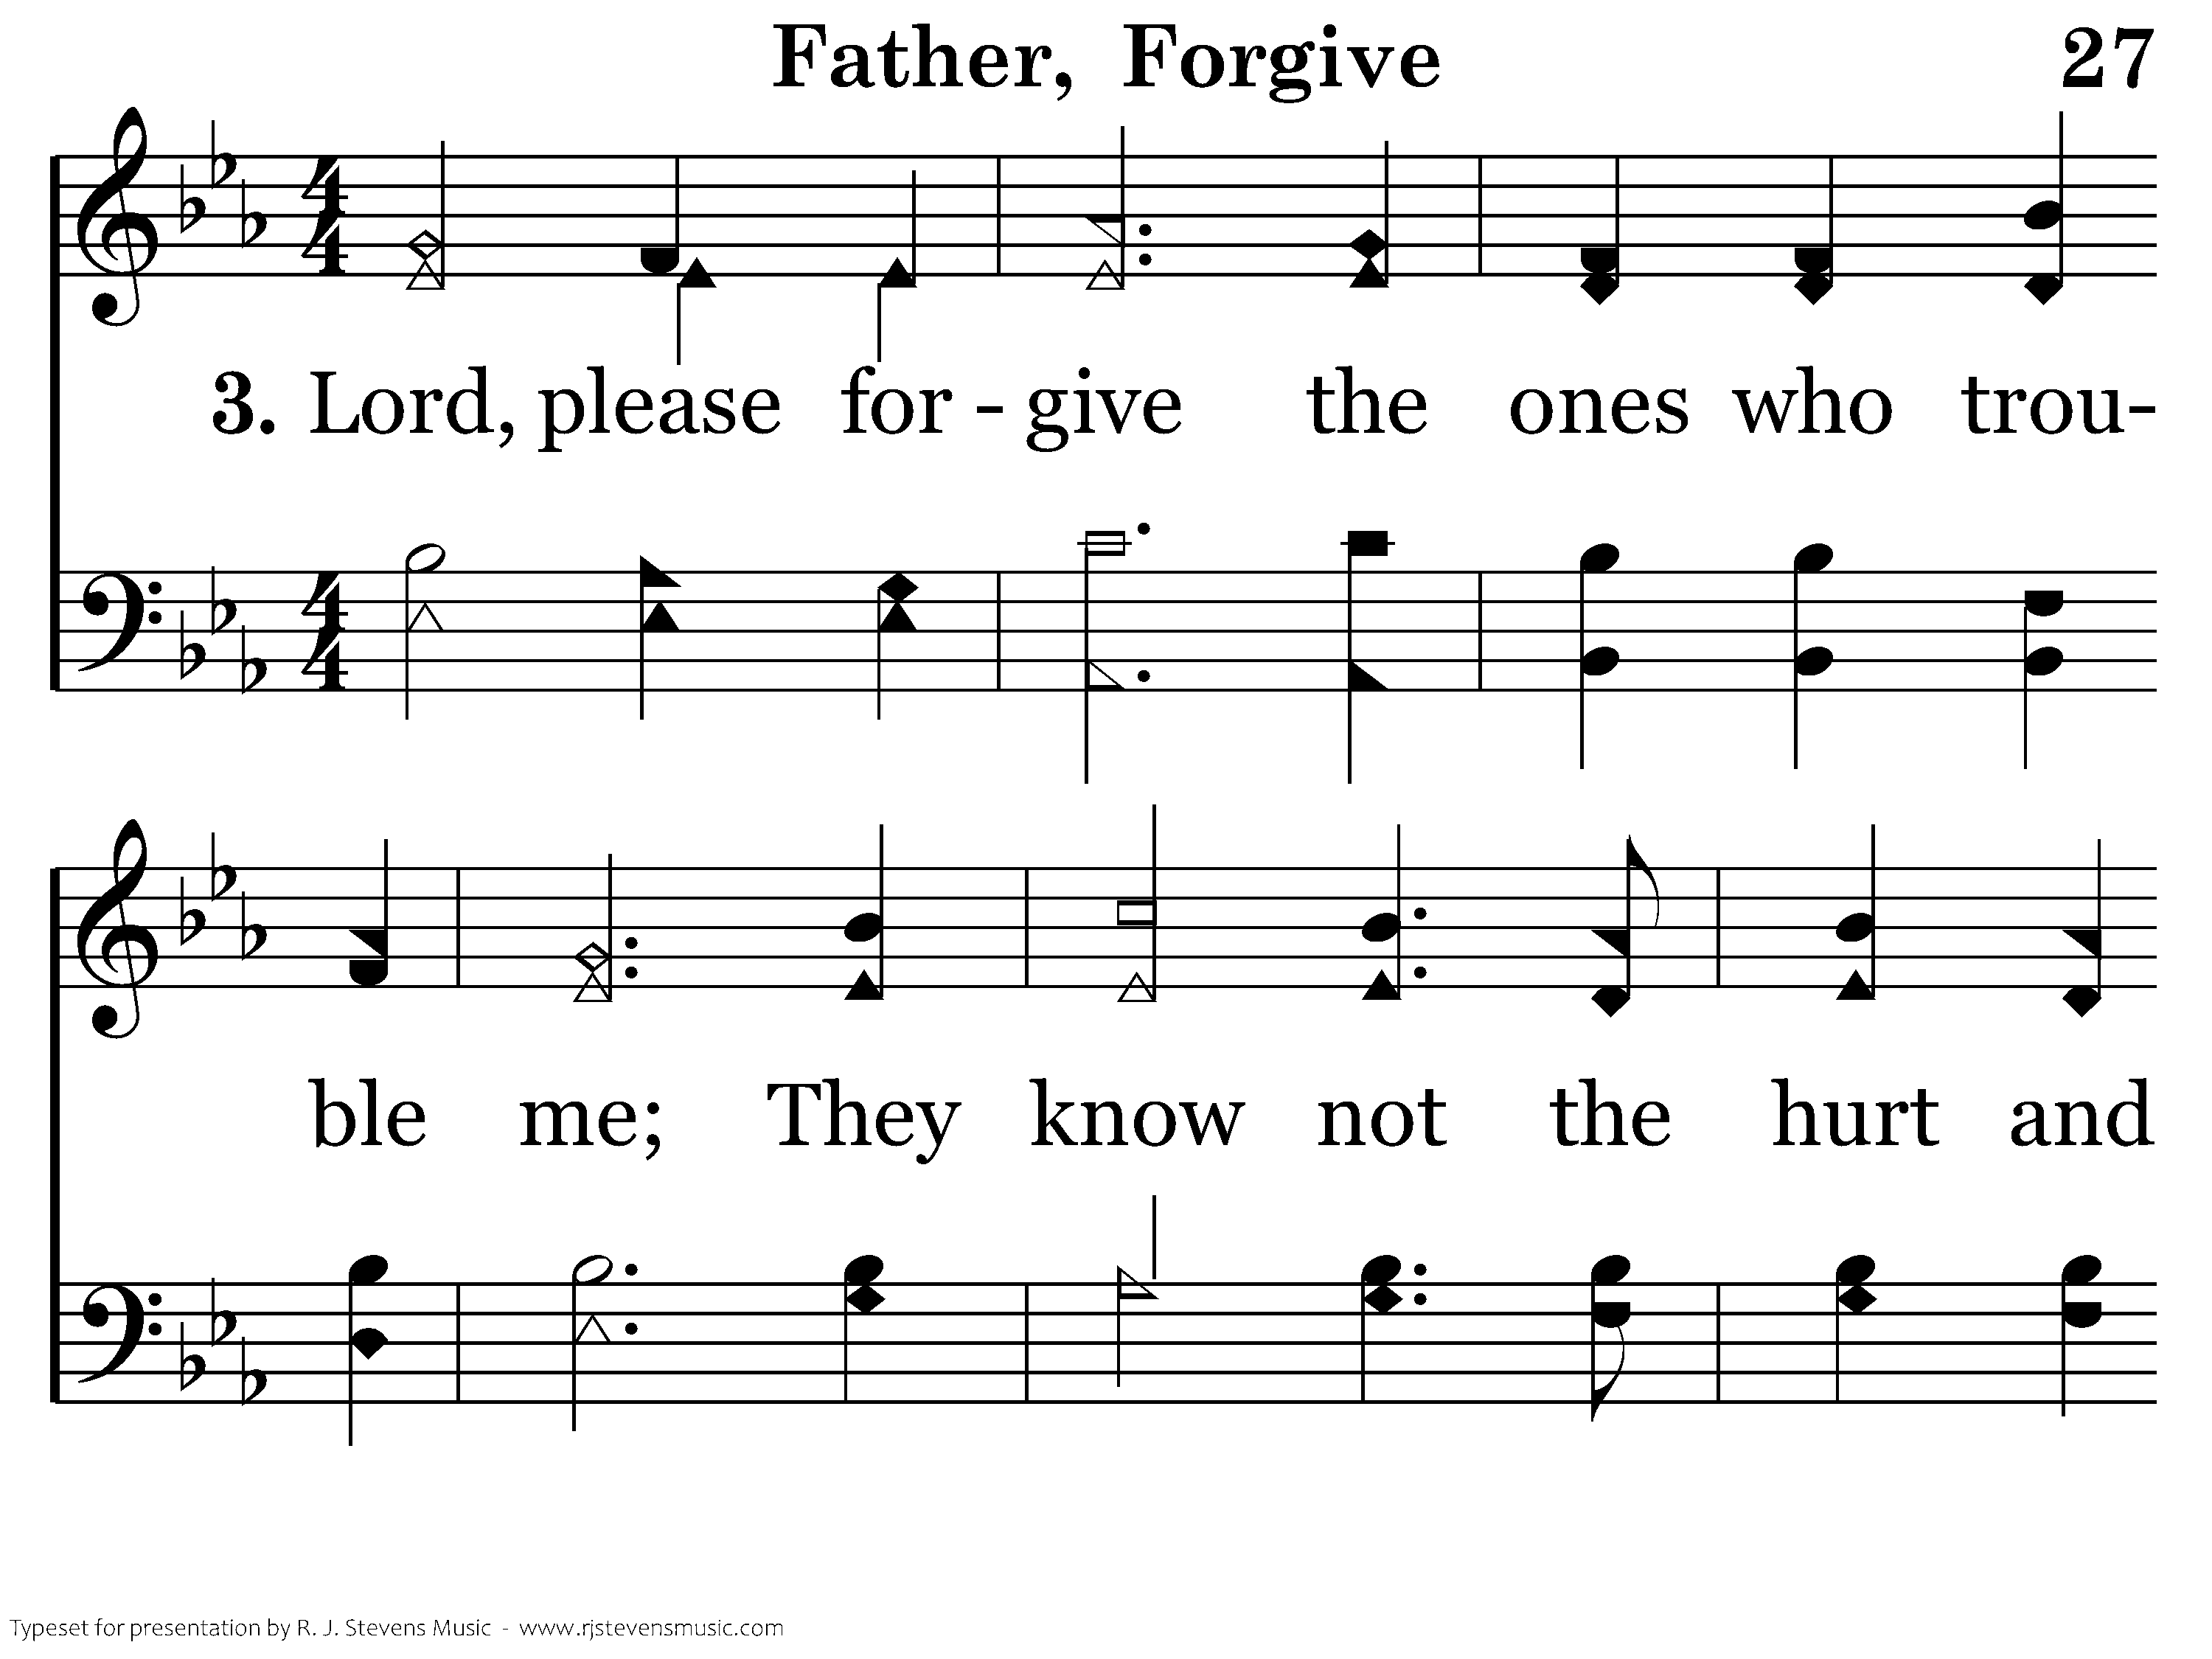 Father, Forgive 27
3. Lord, please for - give the ones who trou-
ble me; They know not the hurt and
Typeset for presentation by R. J. Stevens Music - www.rjstevensmusic.com